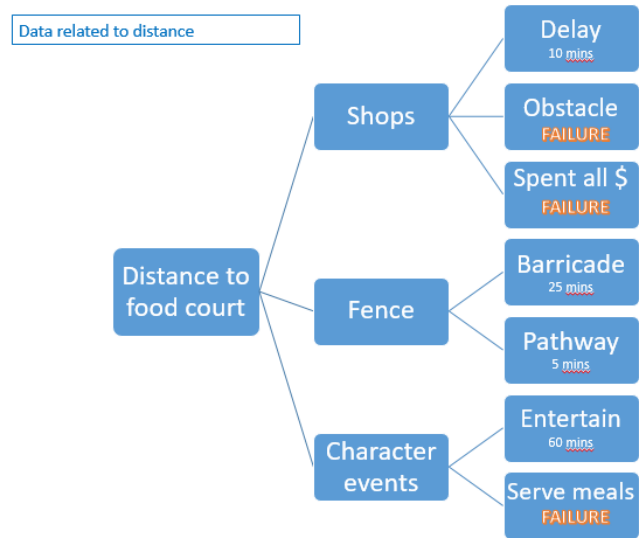 Data related to distance
Delay
10 mins
Shops
Obstacle
FAILURE
Spent all $
FAILURE
Distance to
food court
Barricade
25 mins
Fence
Pathway
5 mins
Entertain
60 mins
Character
events
Serve meals
FAILURE